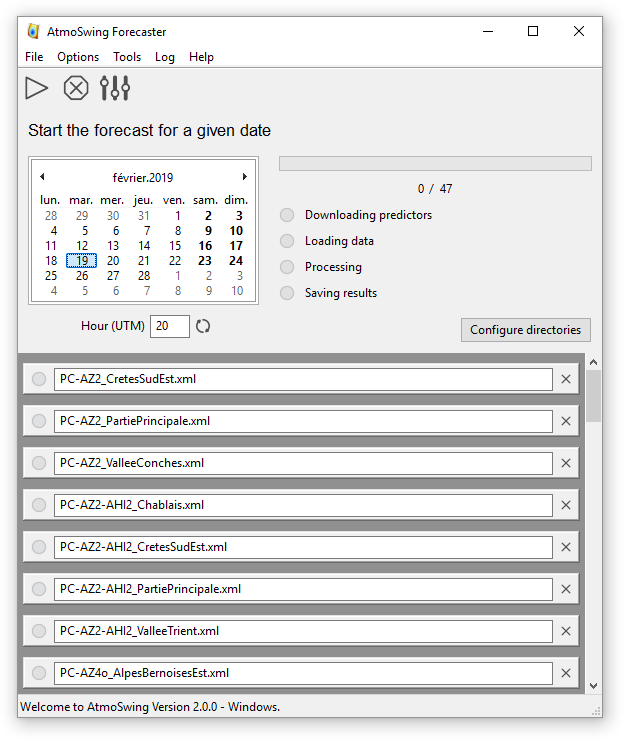 AtmoSwing Forecaster
File Options Tools Log Help
Start the forecast for a given date
février.2019
lun. mar. mer. jeu. ven. sam. dim.
28 29 30 31 1 2 3
4 5 6 7 8 9 10
11 12 13 14 15 16 17
18 19 20 21 22 23 24
25 26 27 28 1 2 3
4 5 6 7 8 9 10
Hour (UTM) 20
0 / 47
Downloading predictors
Loading data
Processing
Saving results
Configure directories
PC-AZ2_CretesSudEst.xml
PC-AZ2_PartiePrincipale.xml
PC-AZ2_ValleeConches.xml
PC-AZ2-AHI2_Chablais.xml
PC-AZ2-AHI2_CretesSudEst.xml
PC-AZ2-AHI2_PartiePrincipale.xml
PC-AZ2-AHI2_ValleeTrient.xml
PC-AZ4o_AlpesBernoisesEst.xml
Welcome to AtmoSwing Version 2.0.0 - Windows.